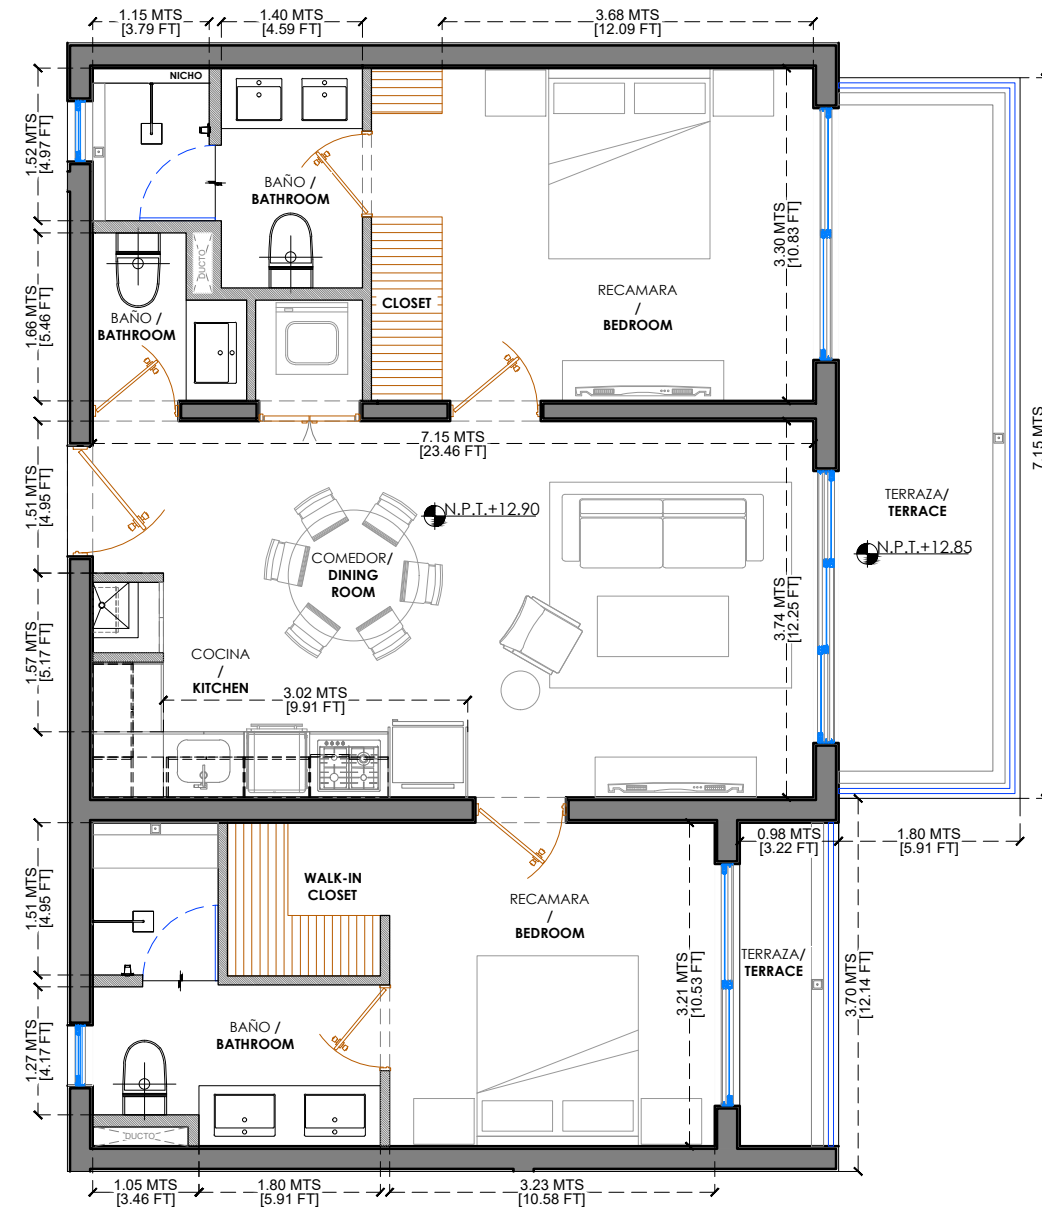 1.15 MTS
[3.79 FT]
1.40 MTS
[4.59 FT]
3.68 MTS
[12.09 FT]
NICHO
1.52 MTS
[4.97 FT]
BAÑO /
BATHROOM
DUCTO
3.30 MTS
[10.83 FT]
RECAMARA
/
BEDROOM
CLOSET
1.66 MTS
[5.46 FT]
BAÑO /
BATHROOM
7.15 MTS
[23.46 FT]
7.15 MTS
1.51 MTS
[4.95 FT]
N.P.T.+12.90
TERRAZA/
TERRACE
N.P.T.+12.85
COMEDOR/
DINING
ROOM
3.74 MTS
[12.25 FT]
1.57 MTS
[5.17 FT]
COCINA
/
KITCHEN
3.02 MTS
[9.91 FT]
0.98 MTS
[3.22 FT]
1.80 MTS
[5.91 FT]
WALK-IN
CLOSET
1.51 MTS
[4.95 FT]
RECAMARA
/
BEDROOM
TERRAZA/
TERRACE
3.21 MTS
[10.53 FT]
3.70 MTS
[12.14 FT]
BAÑO /
BATHROOM
1.27 MTS
[4.17 FT]
DUCTO
1.05 MTS
[3.46 FT]
1.80 MTS
[5.91 FT]
3.23 MTS
[10.58 FT]